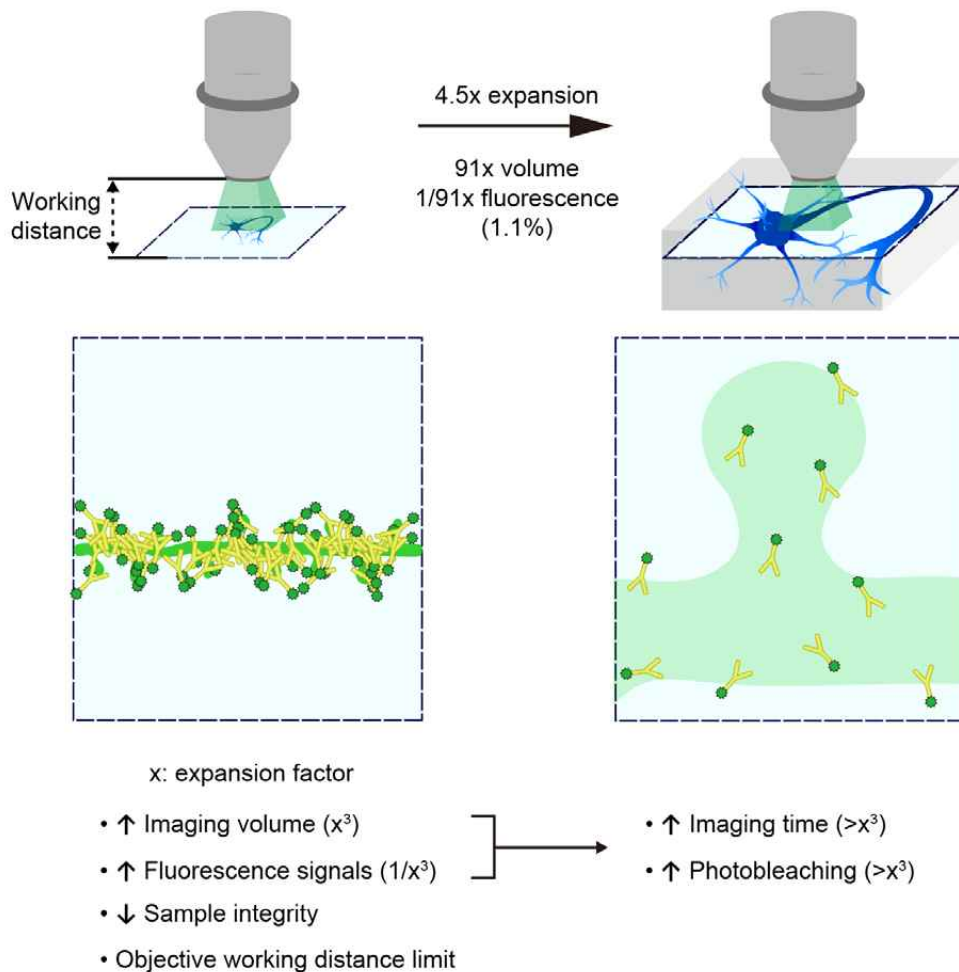 4.5x expansion
91x volume
1/91x fluorescence
(1.1%)
Working
distance
x: expansion factor
• ↑ Imaging volume (x³)
• ↑ Fluorescence signals (1/x³)
• ↓ Sample integrity
• Objective working distance limit
• ↑ Imaging time (>x³)
• ↑ Photobleaching (>x³)